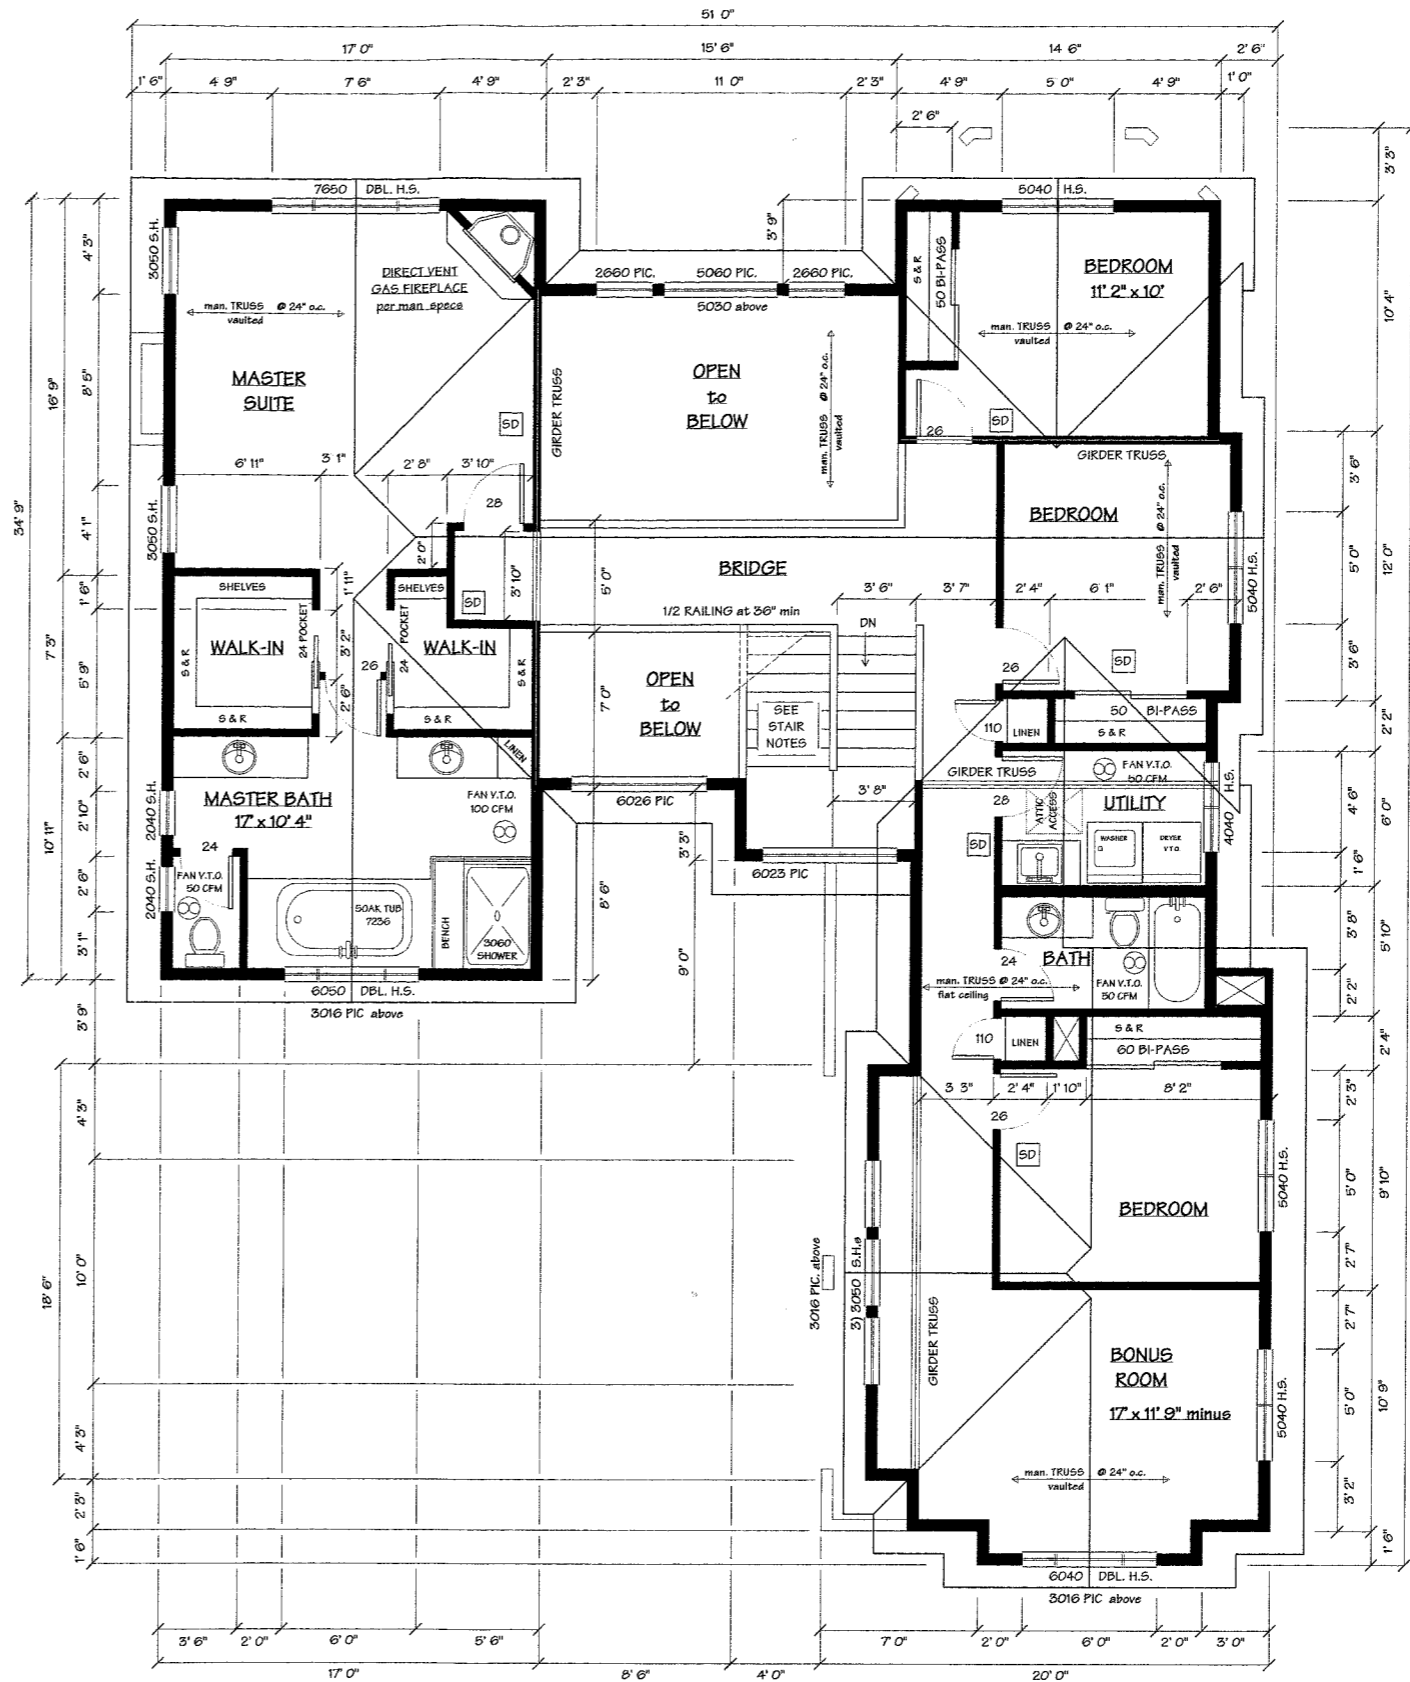 51 0"
17' 0"
15' 6"
14' 6"
2' 6"
1' 6"
4' 9"
7' 6"
4' 9"
2' 3"
11' 0"
2' 3"
4' 9"
5' 0"
4' 9"
1' 0"
2' 6"
3' 3"
7650 DBL. H.S.
5040 H.S.
3' 9"
3050 S.H.
4' 3"
DIRECT VENT
GAS FIREPLACE
per man specs
2660 PIC.
5060 PIC.
2660 PIC.
5030 above
S & R
50 BI-PASS
BEDROOM
11' 2" x 10'
man. TRUSS @ 24" o.c.
vaulted
man. TRUSS @ 24" o.c.
vaulted
10' 4"
MASTER
SUITE
OPEN
to
BELOW
GIRDER TRUSS
man. TRUSS @ 24" o.c.
vaulted
16' 9"
8' 5"
SD
26
SD
GIRDER TRUSS
6' 11"
3' 1"
2' 8"
3' 10"
3' 6"
34' 9"
3050 S.H.
4' 1"
28
BEDROOM
man. TRUSS @ 24" o.c.
vaulted
2' 0"
3' 10"
5' 0"
BRIDGE
5' 0"
12' 0"
5040 H.S.
1' 6"
SHELVES
1' 11"
SHELVES
SD
3' 6"
3' 7"
2' 4"
6' 1"
2' 6"
1/2 RAILING at 36" min
DN
7' 3"
WALK-IN
24 POCKET
3' 2"
24 POCKET
WALK-IN
S & R
26
S & R
5' 9"
2' 6"
OPEN
to
BELOW
7' 0"
26
SD
3' 6"
S & R
S & R
SEE
STAIR
NOTES
110
LINEN
50 BI-PASS
S & R
2' 2"
LINEN
2' 6"
GIRDER TRUSS
FAN V.T.O.
50 CFM
H.S.
MASTER BATH
17' x 10' 4"
FAN V.T.O.
100 CFM
6026 PIC
3' 8"
28
ATTIC
ACCESS
UTILITY
4040
4' 6"
6' 0"
2040 S.H.
2' 10"
10' 11"
24
3' 3"
SD
WASHER
DRYER
V.T.O.
1' 6"
6023 PIC
2040 S.H.
2' 6"
FAN V.T.O.
50 CFM
SOAK TUB
7236
BENCH
3060
SHOWER
8' 6"
3' 1"
9' 0"
24
BATH
3' 8"
5' 10"
man. TRUSS @ 24" o.c.
flat ceiling
FAN V.T.O.
50 CFM
2' 2"
6050 DBL. H.S.
3016 PIC above
3' 9"
110
LINEN
S & R
60 BI-PASS
2' 4"
3' 3"
2' 4"
1' 10"
8' 2"
2' 3"
4' 3"
26
SD
5' 0"
9' 10"
5040 H.S.
BEDROOM
18' 6"
10' 0"
3016 PIC. above
3) 3050 S.H.s
2' 7"
GIRDER TRUSS
2' 7"
BONUS
ROOM
17' x 11' 9" minus
5' 0"
10' 9"
5040 H.S.
4' 3"
man. TRUSS @ 24" o.c.
vaulted
3' 2"
2' 3"
1' 6"
1' 6"
6040 DBL. H.S.
3016 PIC above
3' 6"
2' 0"
6' 0"
5' 6"
7' 0"
2' 0"
6' 0"
2' 0"
3' 0"
17' 0"
8' 6"
4' 0"
20' 0"